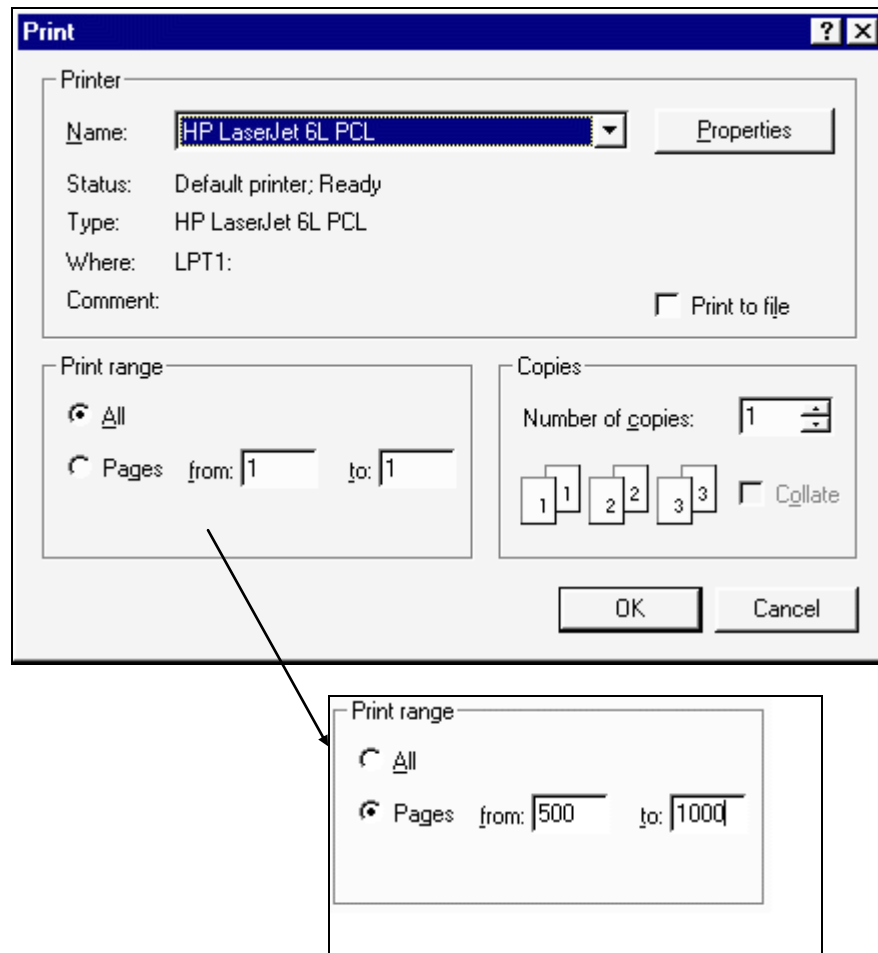 Print
Printer
Name: HP LaserJet 6L PCL Properties
Status: Default printer; Ready
Type: HP LaserJet 6L PCL
Where: LPT1:
Comment: Print to file
Print range
All
Pages from: 1 to: 1
Copies
Number of copies: 1
1 1 2 2 3 3 Collate
OK Cancel
Print range
All
Pages from: 500 to: 1000